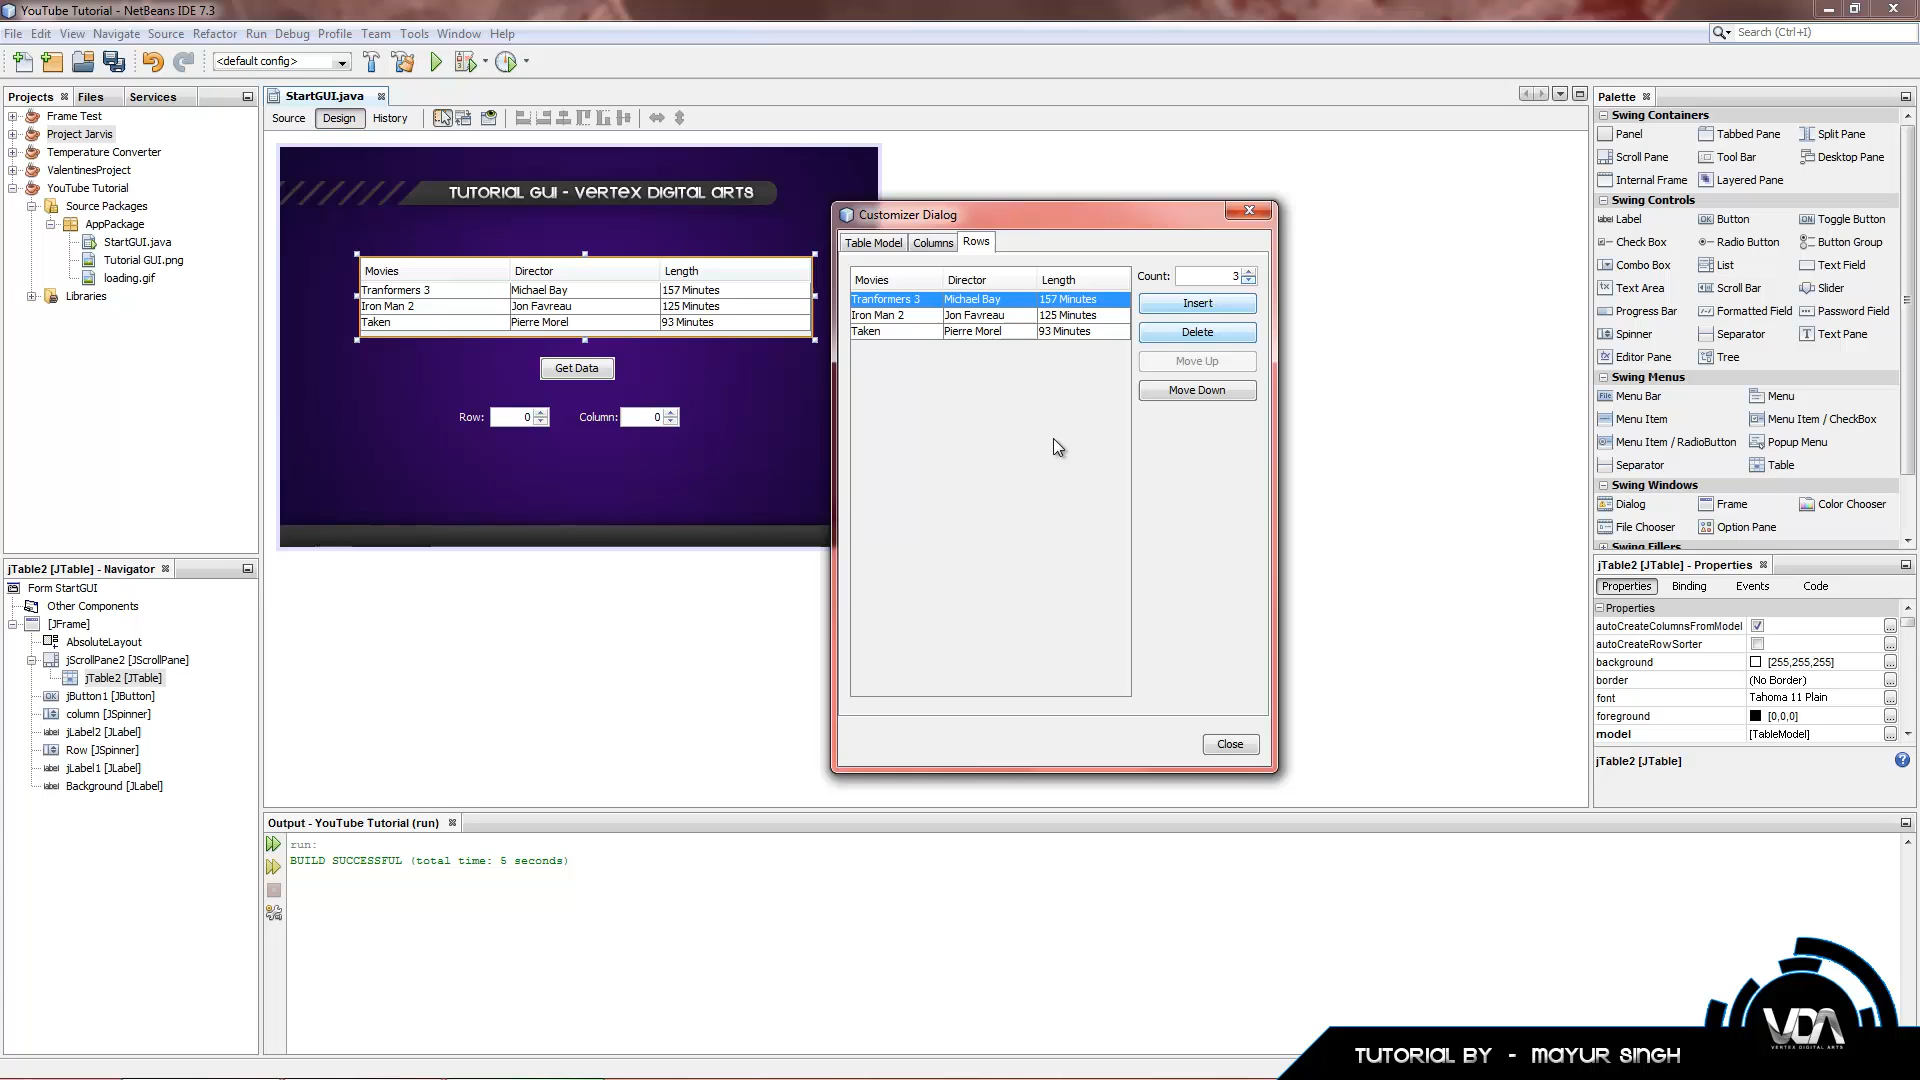 YouTube Tutorial - NetBeans IDE 7.3
File Edit View Navigate Source Refactor Run Debug Profile Team Tools Window Help
Search (Ctrl+I)
<default config>
Projects Files Services
Frame Test
Project Jarvis
Temperature Converter
ValentinesProject
YouTube Tutorial
Source Packages
AppPackage
StartGUI.java
Tutorial GUI.png
loading.gif
Libraries
StartGUI.java
Source Design History
TUTORIAL GUI - VERTEX DIGITAL ARTS
Movies Director Length
Tranformers 3 Michael Bay 157 Minutes
Iron Man 2 Jon Favreau 125 Minutes
Taken Pierre Morel 93 Minutes
Get Data
Row: 0 Column: 0
Customizer Dialog
Table Model Columns Rows
Movies Director Length
Tranformers 3 Michael Bay 157 Minutes
Iron Man 2 Jon Favreau 125 Minutes
Taken Pierre Morel 93 Minutes
Count: 3
Insert
Delete
Move Up
Move Down
Close
Palette
Swing Containers
Panel Tabbed Pane Split Pane
Scroll Pane Tool Bar Desktop Pane
Internal Frame Layered Pane
Swing Controls
label Label OK Button ON Toggle Button
Check Box Radio Button Button Group
Combo Box List Text Field
Text Area Scroll Bar Slider
Progress Bar Formatted Field Password Field
Spinner Separator Text Pane
Editor Pane Tree
Swing Menus
File Menu Bar Menu
Menu Item Menu Item / CheckBox
Menu Item / RadioButton Popup Menu
Separator Table
Swing Windows
Dialog Frame Color Chooser
File Chooser Option Pane
Swing Fillers
jTable2 [JTable] - Navigator
Form StartGUI
Other Components
[JFrame]
AbsoluteLayout
jScrollPane2 [JScrollPane]
jTable2 [JTable]
OK jButton1 [JButton]
column [JSpinner]
label jLabel2 [JLabel]
Row [JSpinner]
label jLabel1 [JLabel]
label Background [JLabel]
jTable2 [JTable] - Properties
Properties Binding Events Code
Properties
autoCreateColumnsFromModel
autoCreateRowSorter
background [255,255,255]
border (No Border)
font Tahoma 11 Plain
foreground [0,0,0]
model [TableModel]
jTable2 [JTable]
Output - YouTube Tutorial (run)
run:
BUILD SUCCESSFUL (total time: 5 seconds)
VDA
VERTEX DIGITAL ARTS
TUTORIAL BY - MAYUR SINGH